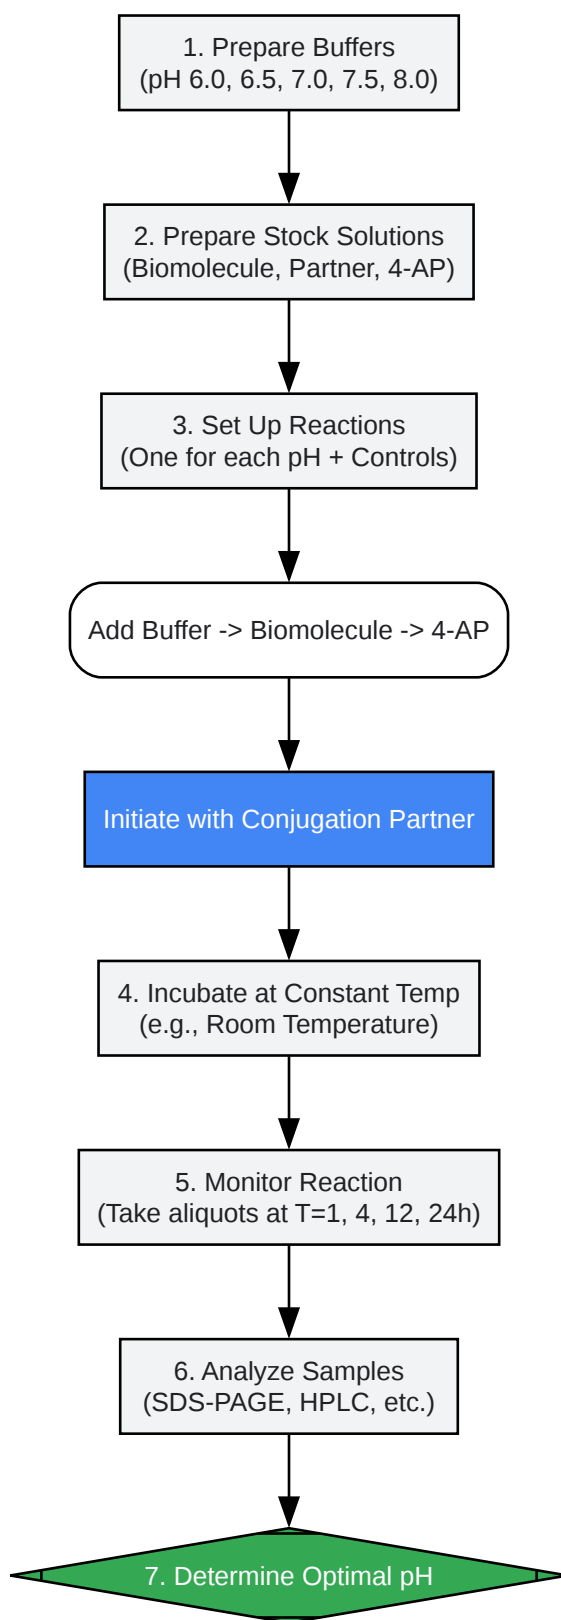 1. Prepare Buffers
(pH 6.0, 6.5, 7.0, 7.5, 8.0)
2. Prepare Stock Solutions
(Biomolecule, Partner, 4-AP)
3. Set Up Reactions
(One for each pH + Controls)
Add Buffer -> Biomolecule -> 4-AP
Initiate with Conjugation Partner
4. Incubate at Constant Temp
(e.g., Room Temperature)
5. Monitor Reaction
(Take aliquots at T=1, 4, 12, 24h)
6. Analyze Samples
(SDS-PAGE, HPLC, etc.)
7. Determine Optimal pH